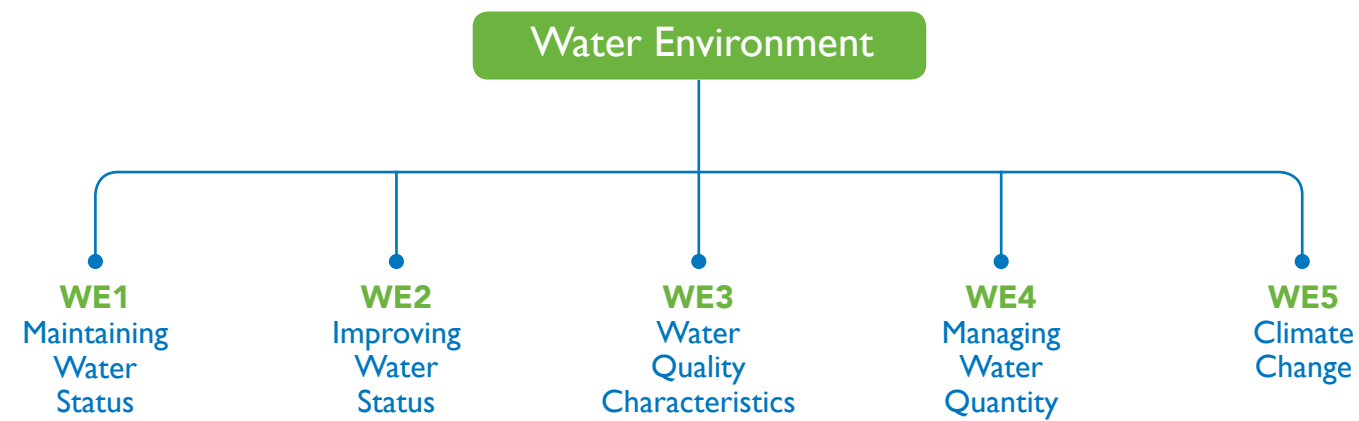 Water Environment
WE1
Maintaining
Water
Status
WE2
Improving
Water
Status
WE3
Water
Quality
Characteristics
WE4
Managing
Water
Quantity
WE5
Climate
Change